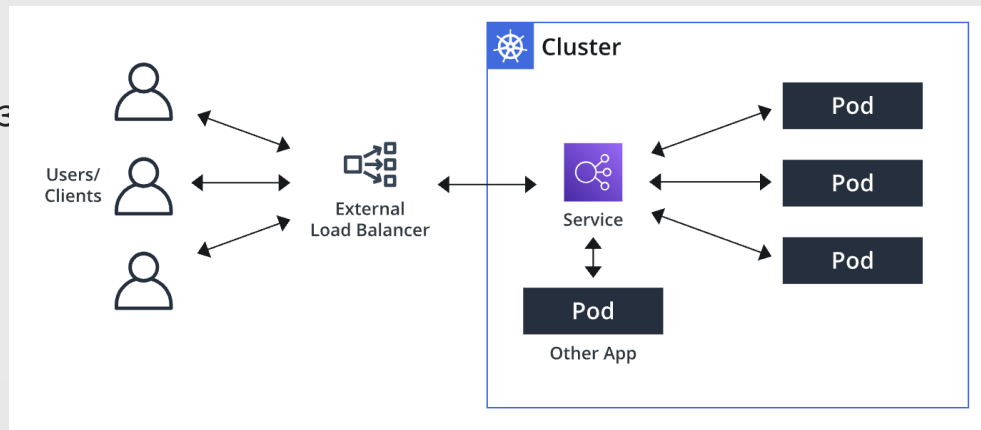 Cluster
Pod
Users/
Clients
External
Load Balancer
Service
Pod
Pod
Pod
Other App